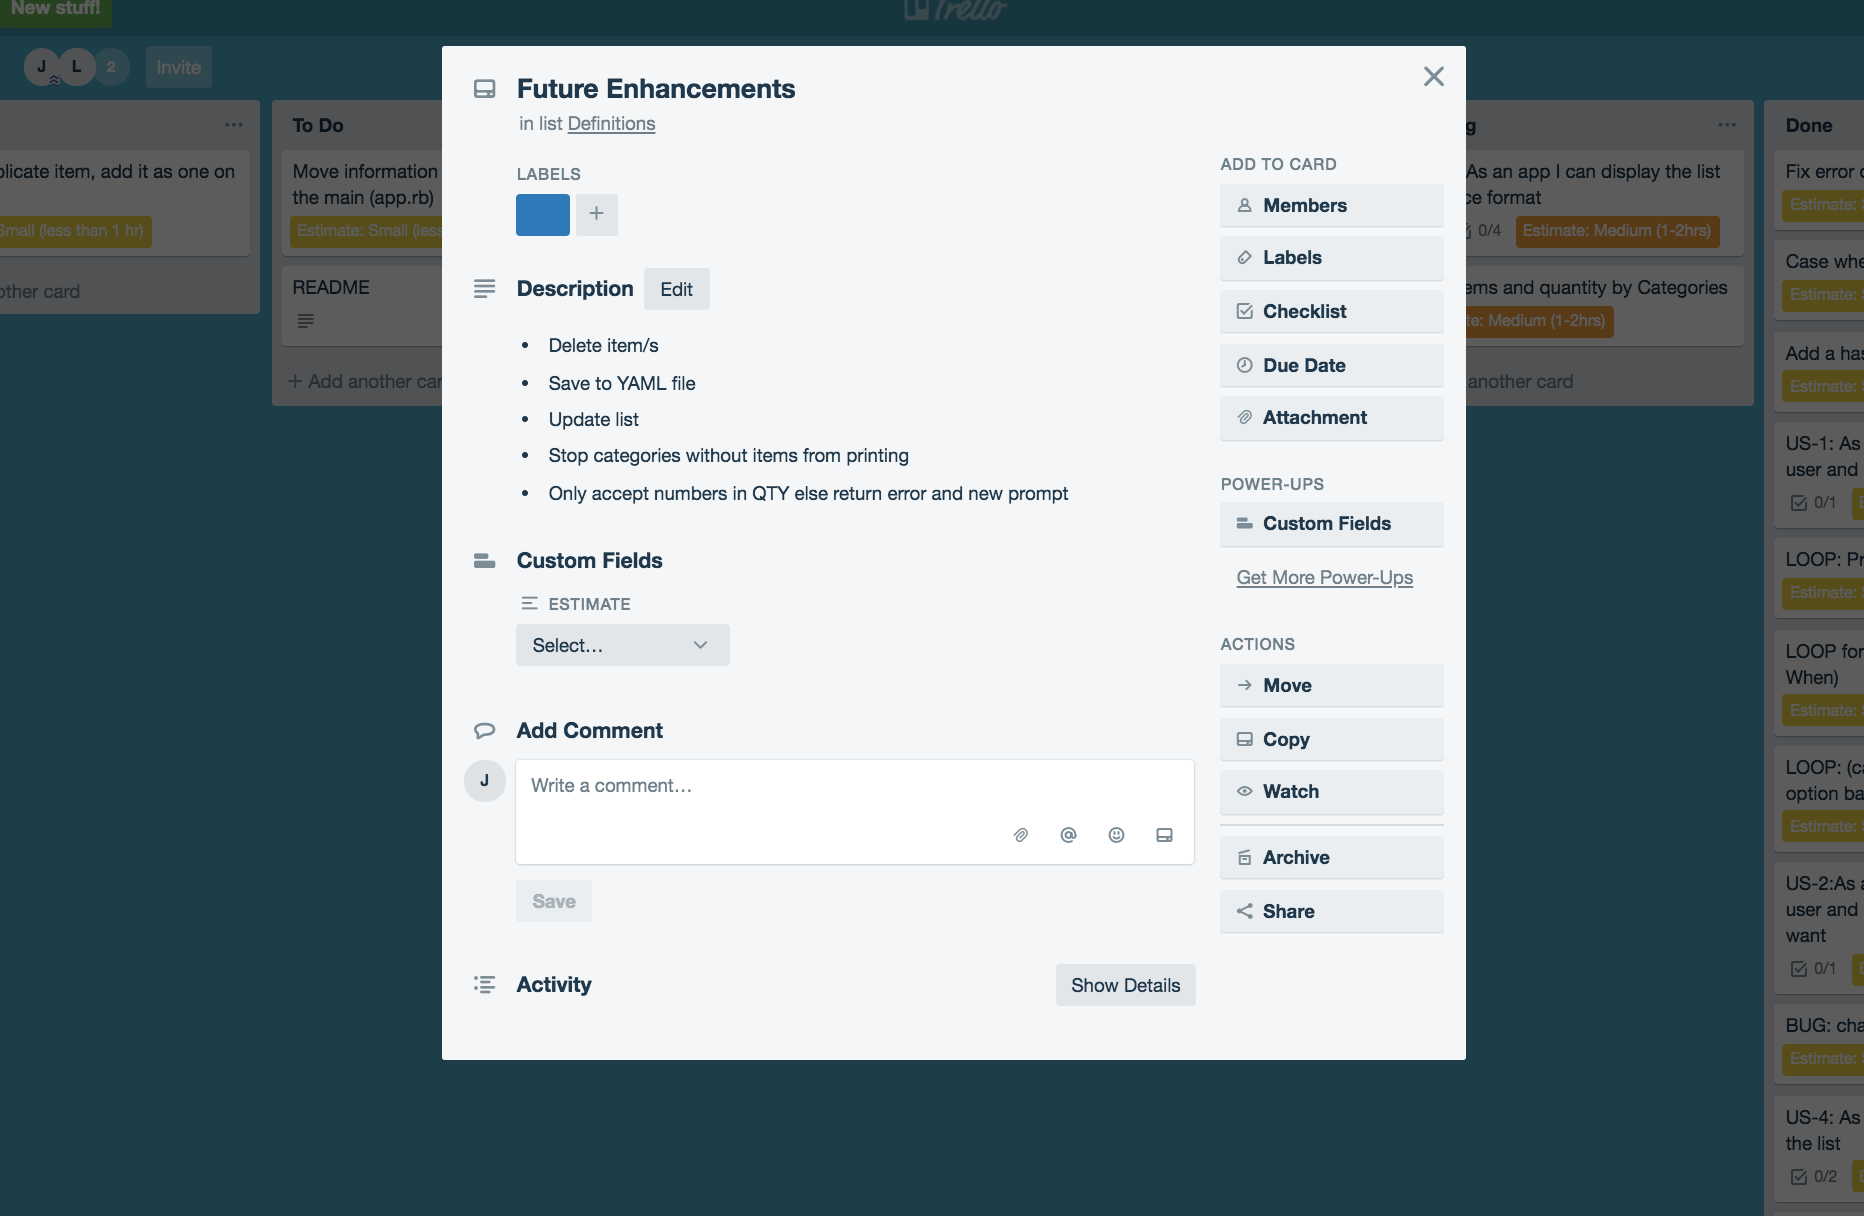 New stuff!
Trello
J
L
2
Invite
olicate item, add it as one on
Small (less than 1 hr)
other card
To Do
Move information
the main (app.rb)
Estimate: Small (less
README
+ Add another car
Future Enhancements
in list Definitions
LABELS
+
Description
Edit
• Delete item/s
• Save to YAML file
• Update list
• Stop categories without items from printing
• Only accept numbers in QTY else return error and new prompt
Custom Fields
ESTIMATE
Select...
Add Comment
J
Write a comment...
Save
Activity
Show Details
ADD TO CARD
Members
Labels
Checklist
Due Date
Attachment
POWER-UPS
Custom Fields
Get More Power-Ups
ACTIONS
Move
Copy
Watch
Archive
Share
g
As an app I can display the list
ce format
0/4
Estimate: Medium (1-2hrs)
ems and quantity by Categories
te: Medium (1-2hrs)
another card
Done
Fix error
Estimate:
Case whe
Estimate:
Add a has
Estimate:
US-1: As
user and
0/1
LOOP: Pr
Estimate:
LOOP for
When)
Estimate:
LOOP: (ca
option ba
Estimate:
US-2:As a
user and
want
0/1
BUG: cha
Estimate:
US-4: As
the list
0/2